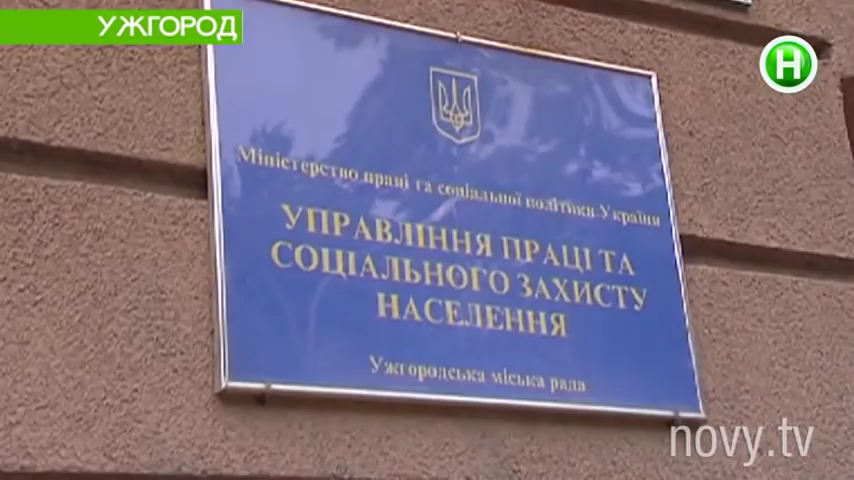 УЖГОРОД
Н
Міністерство праці та соціальної політики України
УПРАВЛІННЯ ПРАЦІ ТА
СОЦІАЛЬНОГО ЗАХИСТУ
НАСЕЛЕННЯ
Ужгородська міська рада
novy.tv